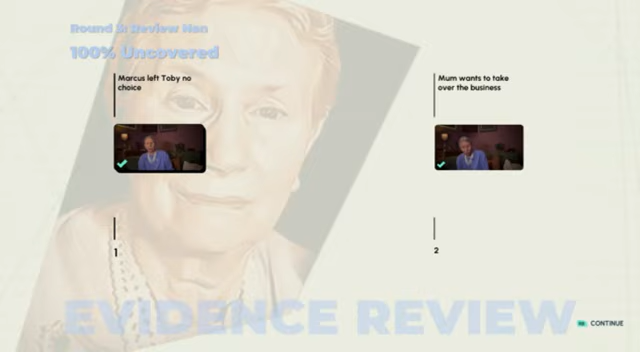 Round 5: Review Nan
100% Uncovered
Marcus left Toby no
choice
Mum wants to take
over the business
1
2
EVIDENCE REVIEW
CONTINUE